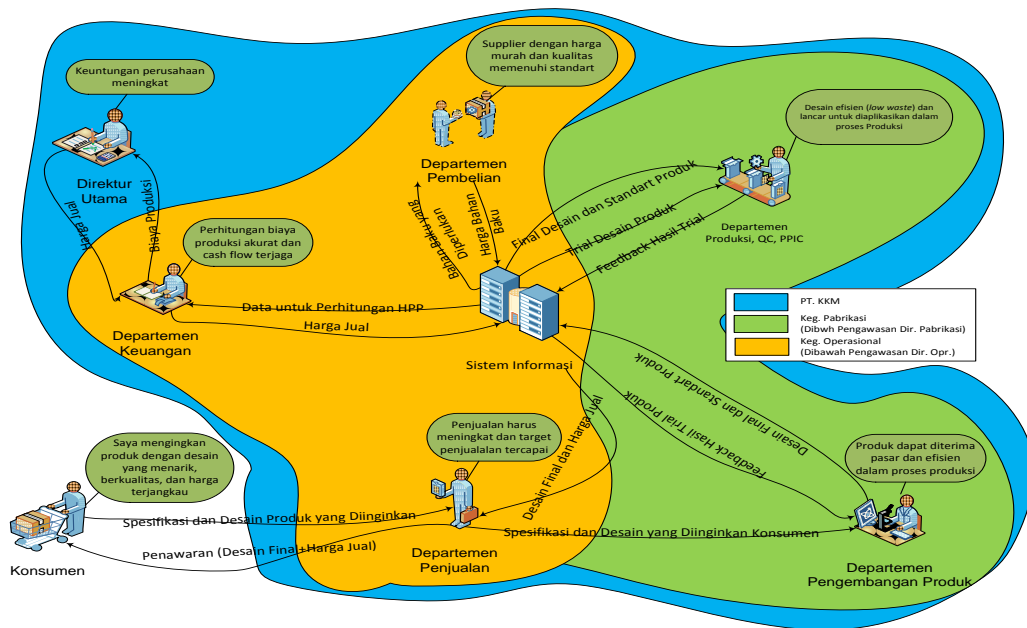 Keuntungan perusahaan
meningkat
Direktur
Utama
Harga Jual
Biaya Produksi
Supplier dengan harga
murah dan kualitas
memenuhi standart
Departemen
Pembelian
Bahan Baku yang
Diperlukan
Harga Bahan
Baku
Desain efisien (low waste) dan
lancar untuk diaplikasikan dalam
proses Produksi
Departemen
Produksi, QC, PPIC
Final Desain dan Standart Produk
Trial Desain Produk
Feedback Hasil Trial
Perhitungan biaya
produksi akurat dan
cash flow terjaga
Departemen
Keuangan
Data untuk Perhitungan HPP
Harga Jual
Sistem Informasi
PT. KKM
Keg. Pabrikasi
(Dibwh Pengawasan Dir. Pabrikasi)
Keg. Operasional
(Dibawah Pengawasan Dir. Opr.)
Desain Final dan Standart Produk
Feedback Hasil Trial Produk
Desain Final dan Harga Jual
Saya mengingkan
produk dengan desain
yang menarik,
berkualitas, dan harga
terjangkau
Konsumen
Penjualan harus
meningkat dan target
penjualalan tercapai
Departemen
Penjualan
Produk dapat diterima
pasar dan efisien
dalam proses produksi
Departemen
Pengembangan Produk
Spesifikasi dan Desain Produk yang Diinginkan
Spesifikasi dan Desain yang Diinginkan Konsumen
Penawaran (Desain Final+Harga Jual)